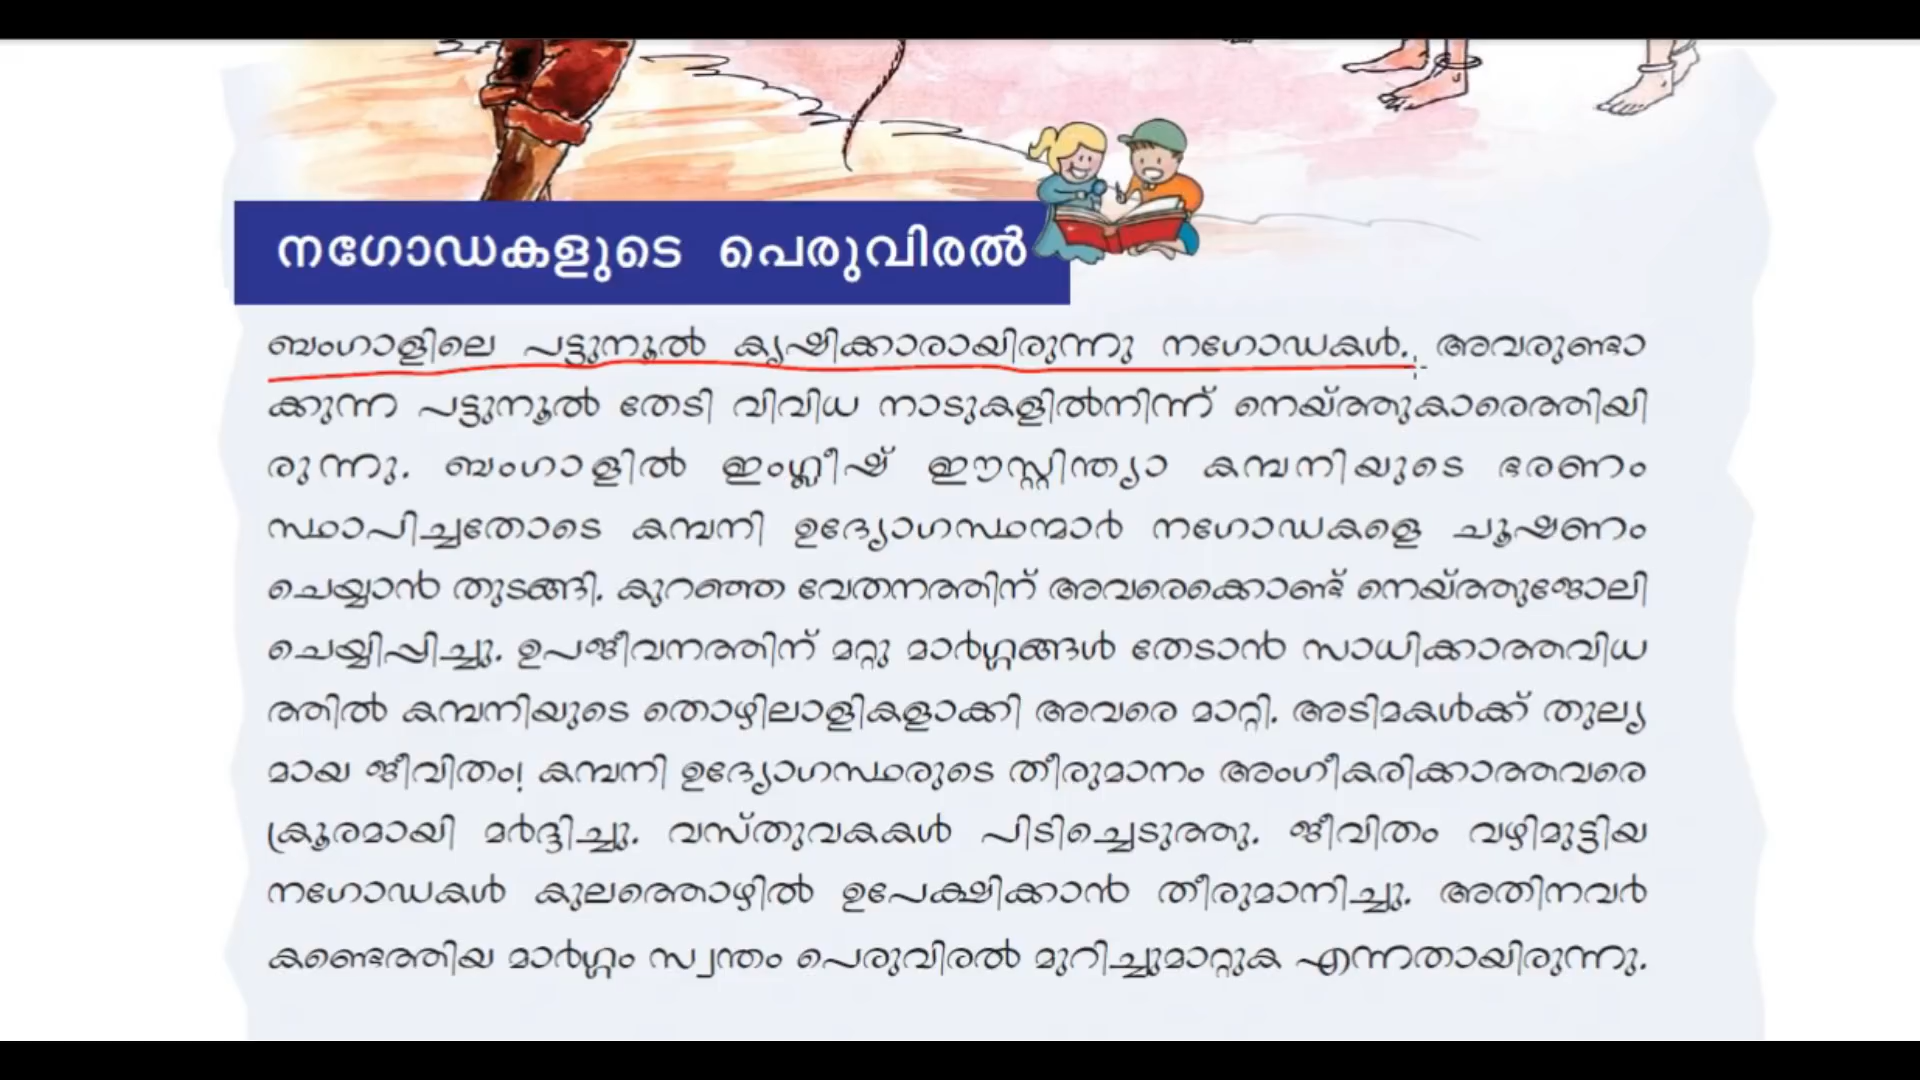 നഗോഡകളുടെ പെരുവിരൽ
ബംഗാളിലെ പട്ടുനൂൽ കൃഷിക്കാരായിരുന്നു നഗോഡകൾ. അവരുണ്ടാ
ക്കുന്ന പട്ടുനൂൽ തേടി വിവിധ നാടുകളിൽനിന്ന് നെയ്ത്തുകാരെത്തിയി
രുന്നു. ബംഗാളിൽ ഇംഗ്ലീഷ് ഈസ്റ്റിന്ത്യാ കമ്പനിയുടെ ഭരണം
സ്ഥാപിച്ചതോടെ കമ്പനി ഉദ്യോഗസ്ഥന്മാർ നഗോഡകളെ ചൂഷണം
ചെയ്യാൻ തുടങ്ങി. കുറഞ്ഞ വേതനത്തിന് അവരെക്കൊണ്ട് നെയ്ത്തുജോലി
ചെയ്യിപ്പിച്ചു. ഉപജീവനത്തിന് മറ്റു മാർഗ്ഗങ്ങൾ തേടാൻ സാധിക്കാത്തവിധ
ത്തിൽ കമ്പനിയുടെ തൊഴിലാളികളാക്കി അവരെ മാറ്റി. അടിമകൾക്ക് തുല്യ
മായ ജീവിതം! കമ്പനി ഉദ്യോഗസ്ഥരുടെ തീരുമാനം അംഗീകരിക്കാത്തവരെ
ക്രൂരമായി മർദ്ദിച്ചു. വസ്തുവകകൾ പിടിച്ചെടുത്തു. ജീവിതം വഴിമുട്ടിയ
നഗോഡകൾ കുലത്തൊഴിൽ ഉപേക്ഷിക്കാൻ തീരുമാനിച്ചു. അതിനവർ
കണ്ടെത്തിയ മാർഗ്ഗം സ്വന്തം പെരുവിരൽ മുറിച്ചുമാറ്റുക എന്നതായിരുന്നു.